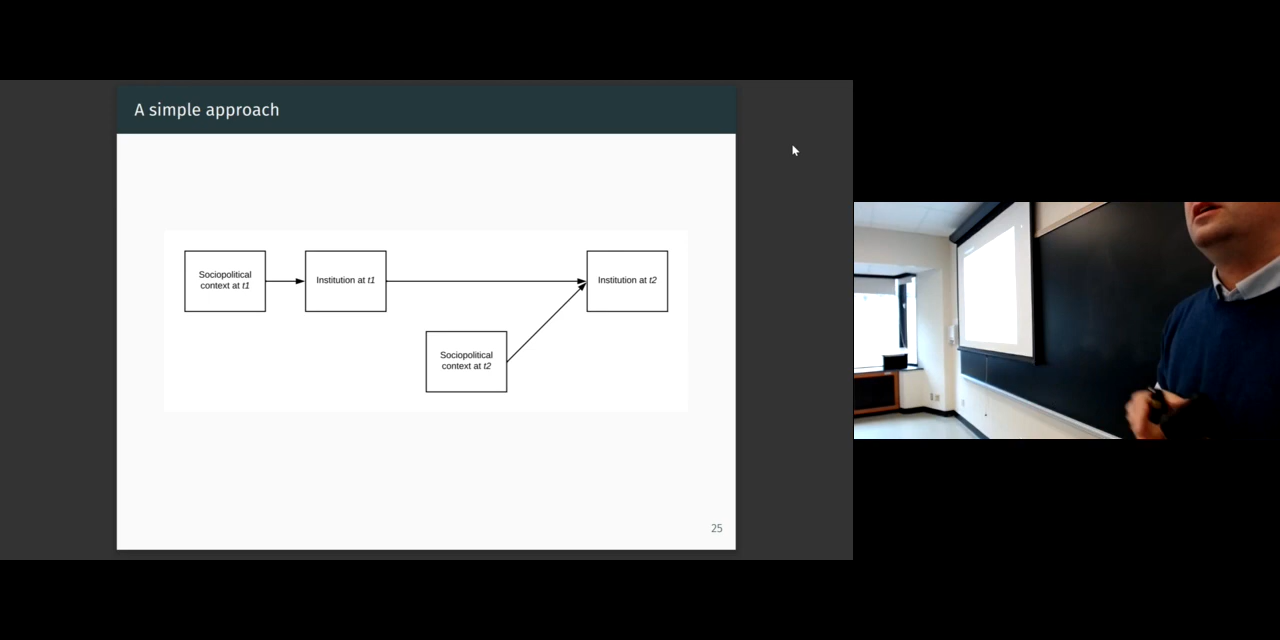 A simple approach
Sociopolitical
context at t1
Institution at t1
Institution at t2
Sociopolitical
context at t2
25